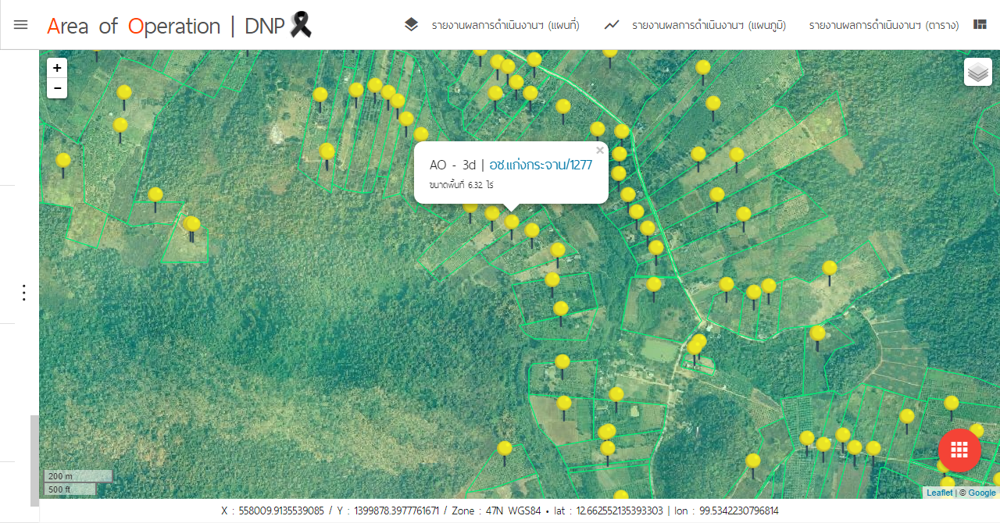 Area of Operation | DNP
รายงานผลการดำเนินงานฯ (แผนที่)
รายงานผลการดำเนินงานฯ (แผนภูมิ)
รายงานผลการดำเนินงานฯ (ตาราง)
+
−
×
AO - 3d | อช.แก่งกระจาน/1277
ขนาดพื้นที่ 6.32 ไร่
200 m
500 ft
Leaflet | © Google
X : 558009.9135539085 / Y : 1399878.3977761671 / Zone : 47N WGS84 • lat : 12.662552135393303 | lon : 99.5342230796814